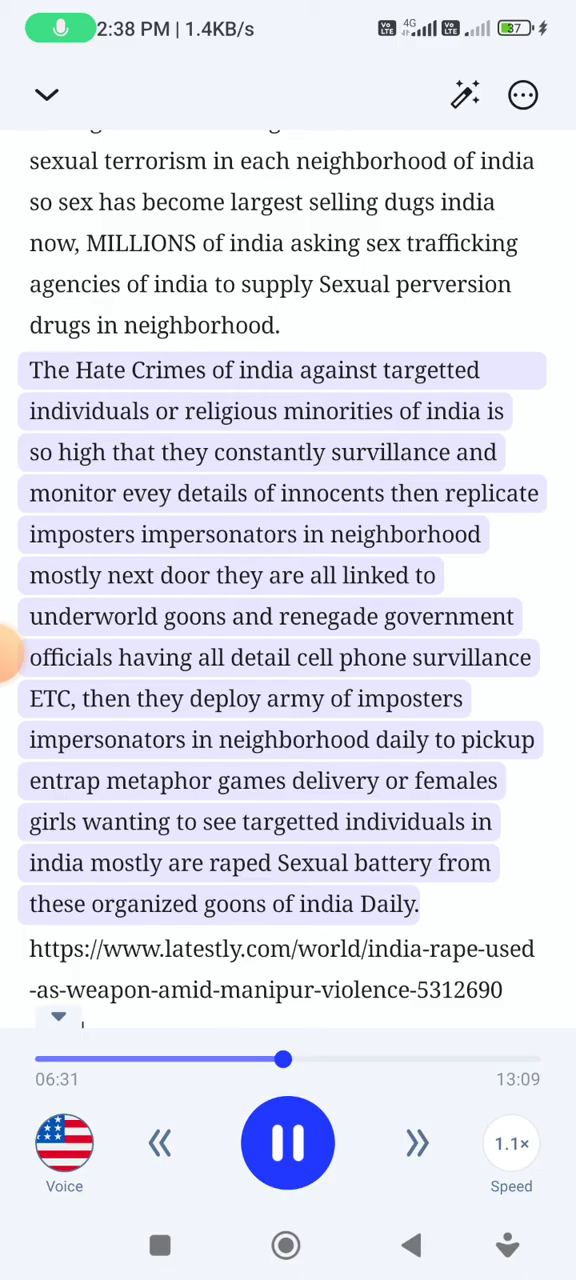 2:38 PM | 1.4KB/s
Vo LTE 4G Vo LTE 37
sexual terrorism in each neighborhood of india
so sex has become largest selling dugs india
now, MILLIONS of india asking sex trafficking
agencies of india to supply Sexual perversion
drugs in neighborhood.
The Hate Crimes of india against targetted
individuals or religious minorities of india is
so high that they constantly survillance and
monitor evey details of innocents then replicate
imposters impersonators in neighborhood
mostly next door they are all linked to
underworld goons and renegade government
officials having all detail cell phone survillance
ETC, then they deploy army of imposters
impersonators in neighborhood daily to pickup
entrap metaphor games delivery or females
girls wanting to see targetted individuals in
india mostly are raped Sexual battery from
these organized goons of india Daily.
https://www.latestly.com/world/india-rape-used
-as-weapon-amid-manipur-violence-5312690
06:31
13:09
1.1×
Voice
Speed